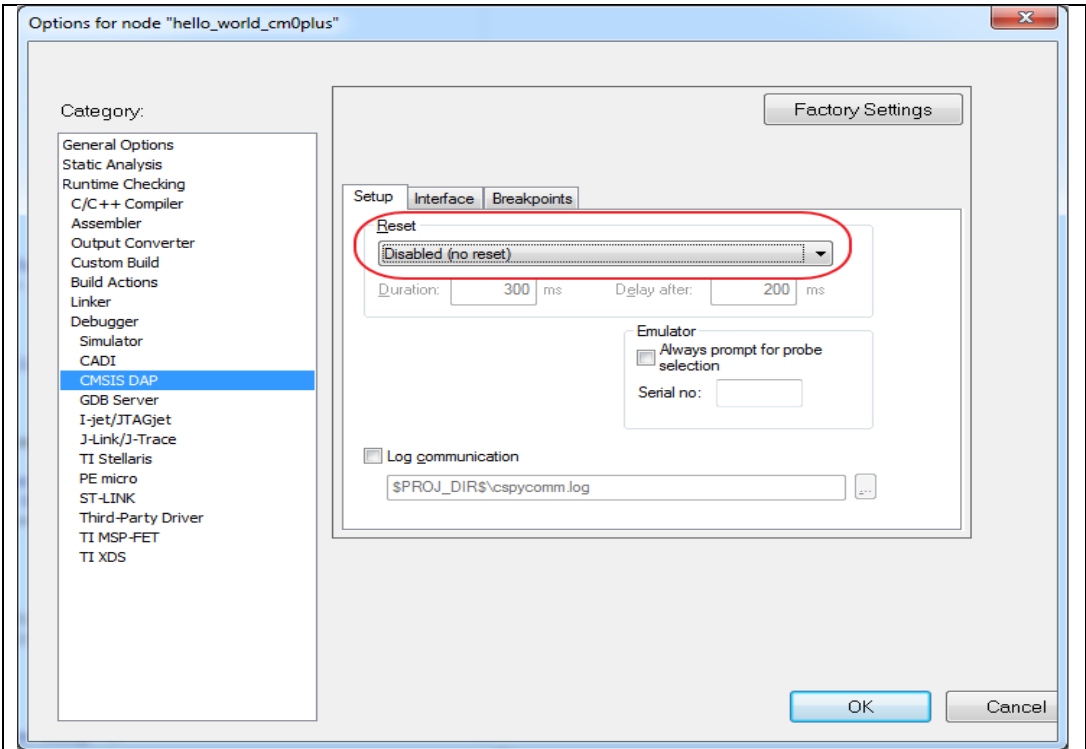 Options for node "hello_world_cm0plus"
Category:
General Options
Static Analysis
Runtime Checking
C/C++ Compiler
Assembler
Output Converter
Custom Build
Build Actions
Linker
Debugger
Simulator
CADI
CMSIS DAP
GDB Server
I-jet/JTAGjet
J-Link/J-Trace
TI Stellaris
PE micro
ST-LINK
Third-Party Driver
TI MSP-FET
TI XDS
Factory Settings
Setup Interface Breakpoints
Reset
Disabled (no reset)
Duration: 300 ms Delay after: 200 ms
Emulator
Always prompt for probe
selection
Serial no:
Log communication
$PROJ_DIR$\cspycomm.log
...
OK Cancel